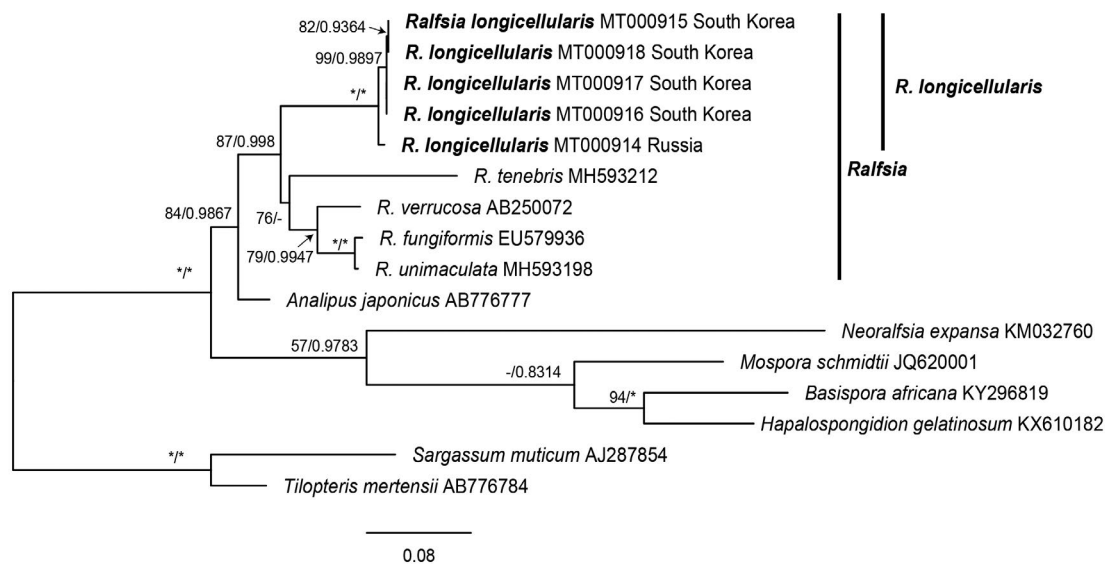 82/0.9364
Ralfsia longicellularis MT000915 South Korea
R. longicellularis MT000918 South Korea
99/0.9897
R. longicellularis MT000917 South Korea
R. longicellularis
*/*
R. longicellularis MT000916 South Korea
87/0.998
R. longicellularis MT000914 Russia
Ralfsia
R. tenebris MH593212
84/0.9867
76/-
R. verrucosa AB250072
R. fungiformis EU579936
79/0.9947
*/*
R. unimaculata MH593198
*/*
Analipus japonicus AB776777
Neoralfsia expansa KM032760
57/0.9783
Mospora schmidtii JQ620001
-/0.8314
Basispora africana KY296819
94/*
Hapalospongidion gelatinosum KX610182
*/*
Sargassum muticum AJ287854
Tilopteris mertensii AB776784
0.08